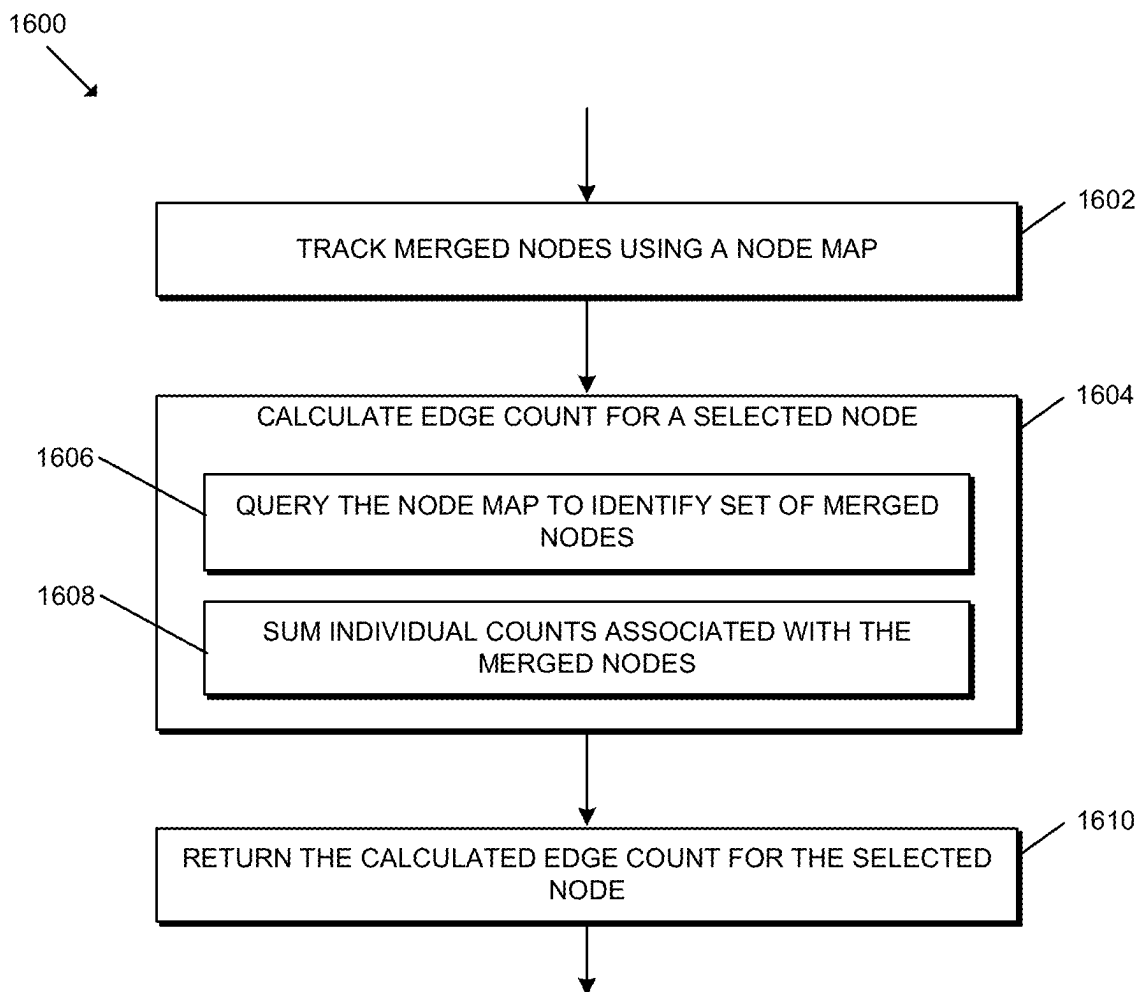 1600
1602
TRACK MERGED NODES USING A NODE MAP
1604
CALCULATE EDGE COUNT FOR A SELECTED NODE
1606
QUERY THE NODE MAP TO IDENTIFY SET OF MERGED
NODES
1608
SUM INDIVIDUAL COUNTS ASSOCIATED WITH THE
MERGED NODES
1610
RETURN THE CALCULATED EDGE COUNT FOR THE SELECTED
NODE